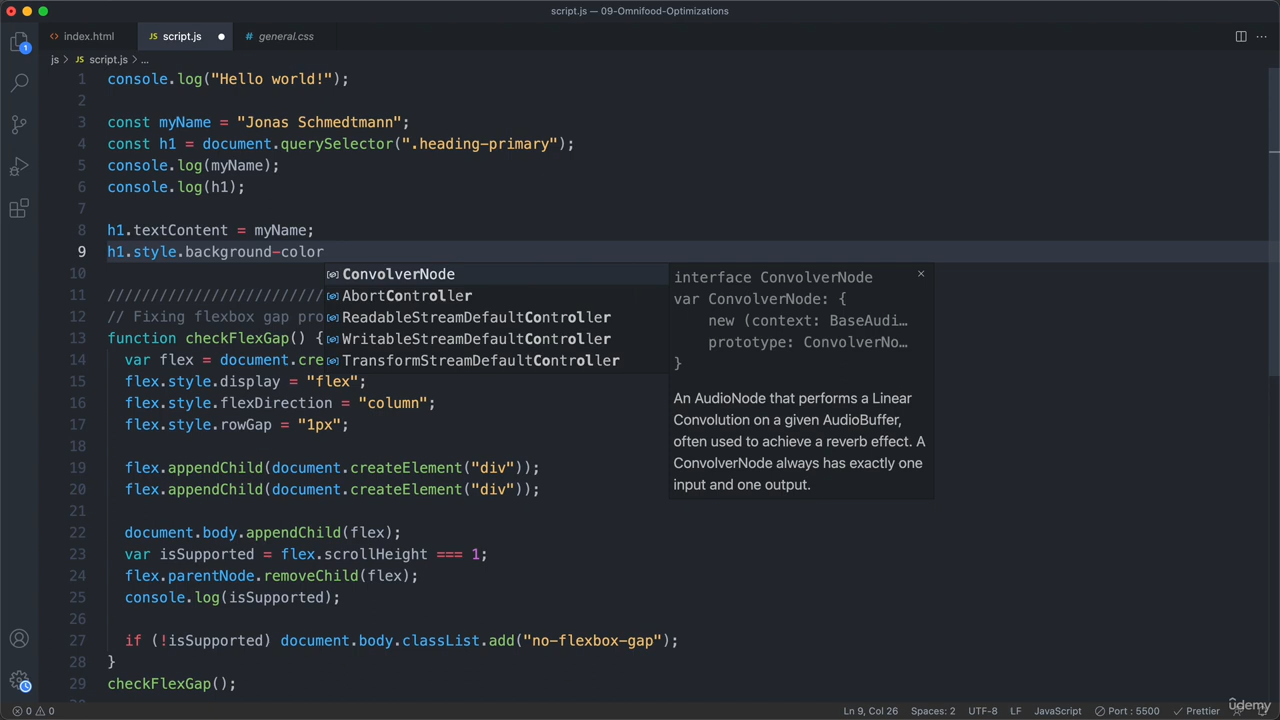 script.js — 09-Omnifood-Optimizations
index.html
script.js
general.css
js > JS script.js > ...
1 console.log("Hello world!");
2
3 const myName = "Jonas Schmedtmann";
4 const h1 = document.querySelector(".heading-primary");
5 console.log(myName);
6 console.log(h1);
7
8 h1.textContent = myName;
9 h1.style.background-color
10
11 /////////////////////////
12 // Fixing flexbox gap pro
13 function checkFlexGap() {
14 var flex = document.cre
15 flex.style.display = "flex";
16 flex.style.flexDirection = "column";
17 flex.style.rowGap = "1px";
18
19 flex.appendChild(document.createElement("div"));
20 flex.appendChild(document.createElement("div"));
21
22 document.body.appendChild(flex);
23 var isSupported = flex.scrollHeight === 1;
24 flex.parentNode.removeChild(flex);
25 console.log(isSupported);
26
27 if (!isSupported) document.body.classList.add("no-flexbox-gap");
28 }
29 checkFlexGap();
ConvolverNode
AbortController
ReadableStreamDefaultController
WritableStreamDefaultController
TransformStreamDefaultController
interface ConvolverNode
var ConvolverNode: {
new (context: BaseAudi…
prototype: ConvolverNo…
}
An AudioNode that performs a Linear
Convolution on a given AudioBuffer,
often used to achieve a reverb effect. A
ConvolverNode always has exactly one
input and one output.
1
0 0
Ln 9, Col 26 Spaces: 2 UTF-8 LF JavaScript Port : 5500 Prettier
udemy